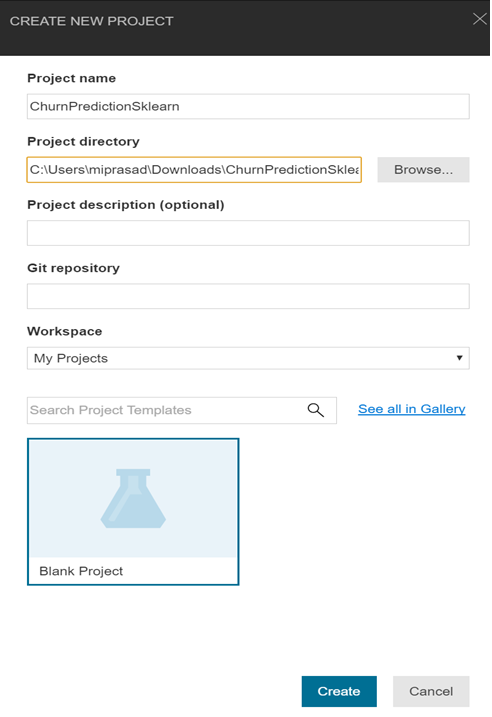 CREATE NEW PROJECT
Project name
ChurnPredictionSklearn
Project directory
C:\Users\miprasad\Downloads\ChurnPredictionSklea
Browse...
Project description (optional)
Git repository
Workspace
My Projects
Search Project Templates
See all in Gallery
Blank Project
Create
Cancel